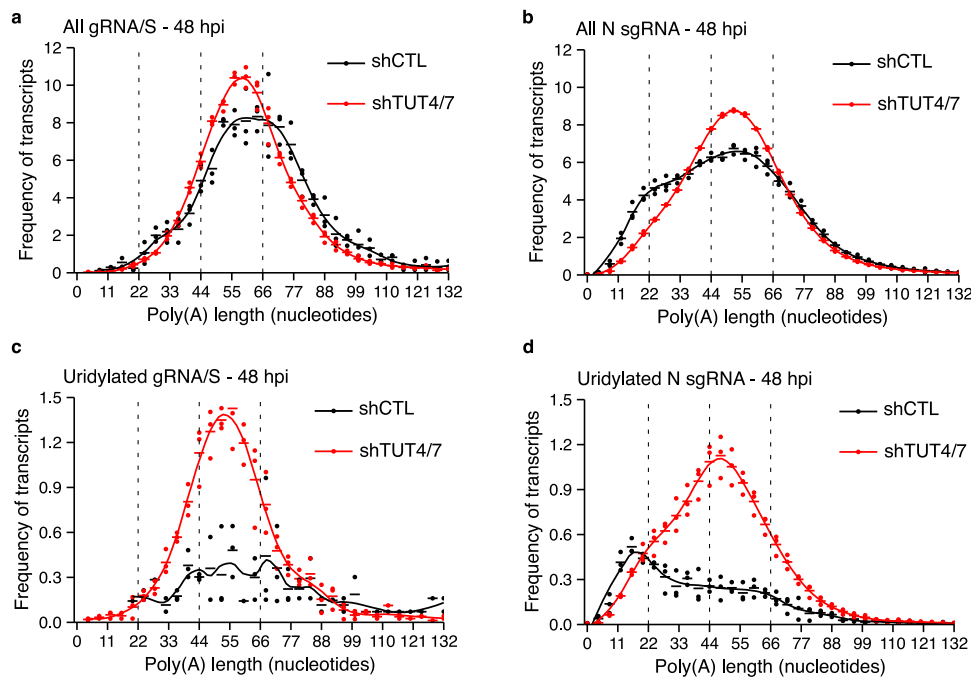 a
All gRNA/S - 48 hpi
shCTL
shTUT4/7
Frequency of transcripts
12
10
8
6
4
2
0
0 11 22 33 44 55 66 77 88 99 110 121 132
Poly(A) length (nucleotides)
b
All N sgRNA - 48 hpi
shCTL
shTUT4/7
Frequency of transcripts
12
10
8
6
4
2
0
0 11 22 33 44 55 66 77 88 99 110 121 132
Poly(A) length (nucleotides)
c
Uridylated gRNA/S - 48 hpi
shCTL
shTUT4/7
Frequency of transcripts
1.5
1.2
0.9
0.6
0.3
0.0
0 11 22 33 44 55 66 77 88 99 110 121 132
Poly(A) length (nucleotides)
d
Uridylated N sgRNA - 48 hpi
shCTL
shTUT4/7
Frequency of transcripts
1.5
1.2
0.9
0.6
0.3
0.0
0 11 22 33 44 55 66 77 88 99 110 121 132
Poly(A) length (nucleotides)